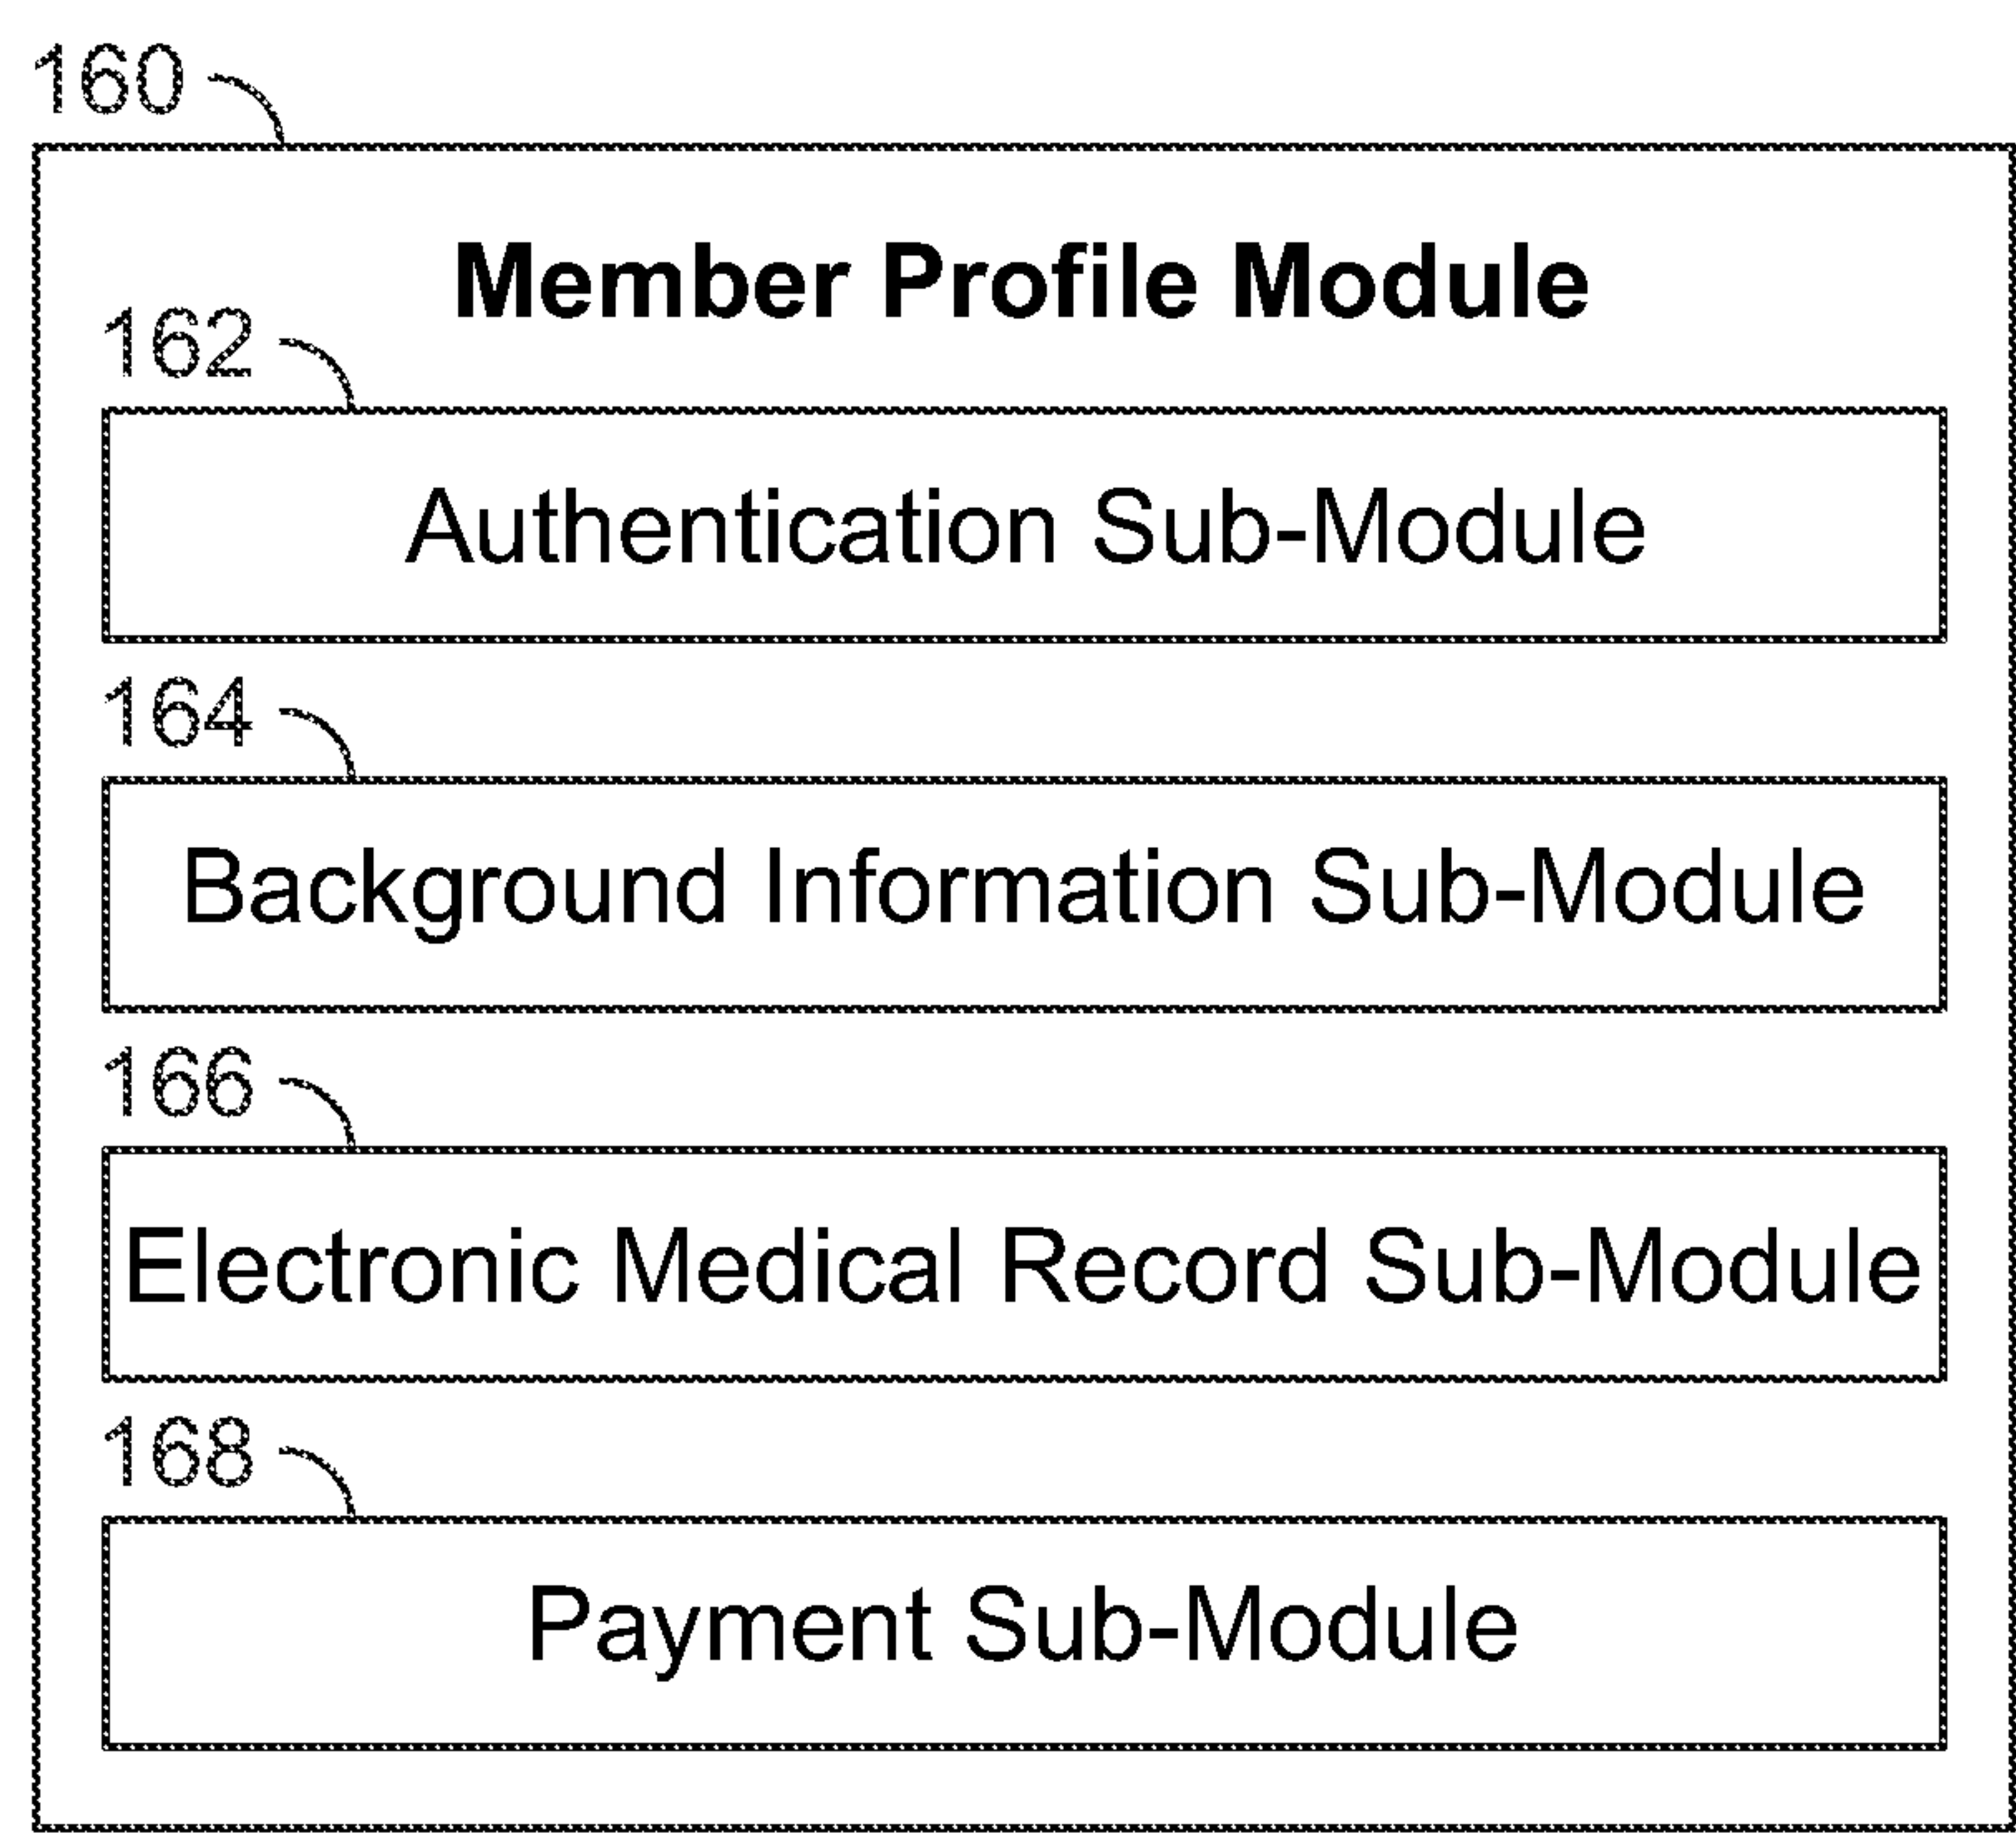 160
Member Profile Module
162
Authentication Sub-Module
164
Background Information Sub-Module
166
Electronic Medical Record Sub-Module
168
Payment Sub-Module